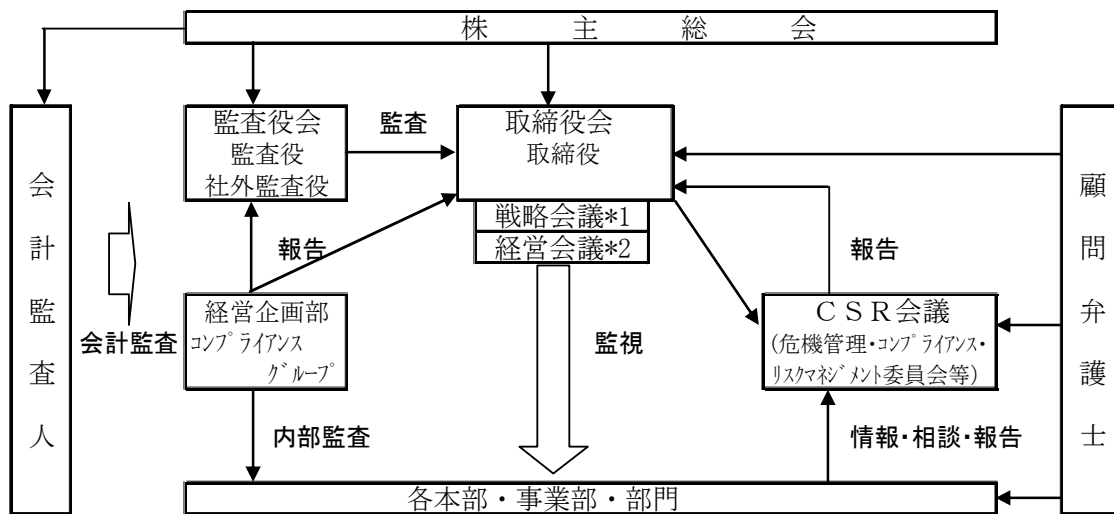 株主総会
会計監査人
監査役会
監査役
社外監査役
監査
取締役会
取締役
戦略会議*1
経営会議*2
顧問弁護士
報告
報告
会計監査
経営企画部
ｺﾝﾌﾟﾗｲｱﾝｽ
ｸﾞﾙｰﾌﾟ
監視
ＣＳＲ会議
(危機管理・ｺﾝﾌﾟﾗｲｱﾝｽ・
ﾘｽｸﾏﾈｼﾞﾒﾝﾄ委員会等)
内部監査
情報・相談・報告
各本部・事業部・部門